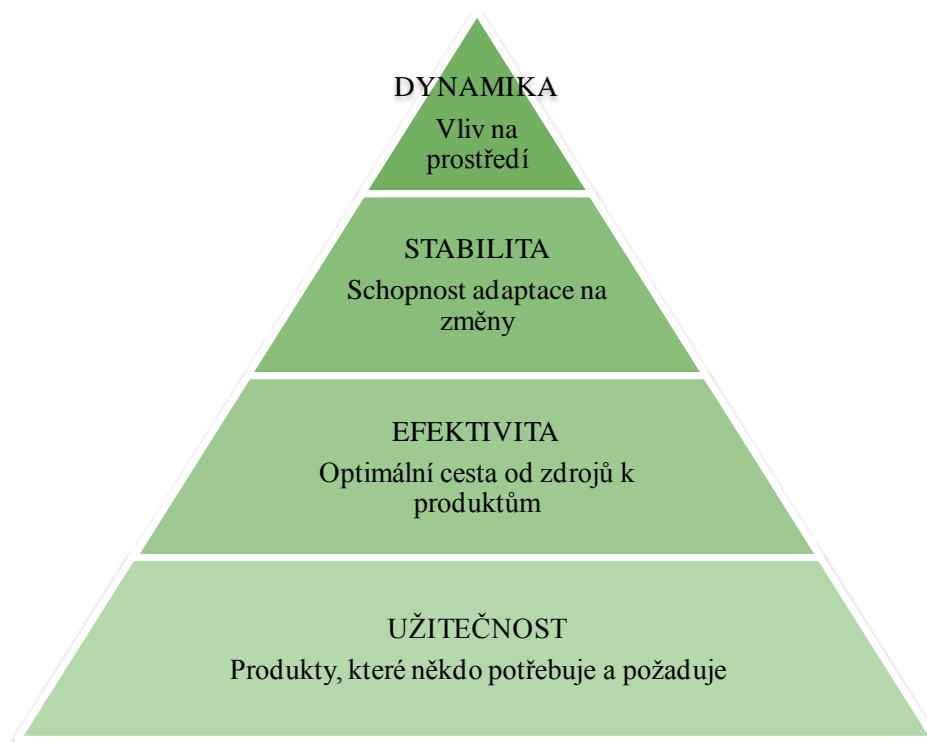 DYNAMIKA
Vliv na
prostředí
STABILITA
Schopnost adaptace na
změny
EFEKTIVITA
Optimální cesta od zdrojů k
produktům
UŽITEČNOST
Produkty, které někdo potřebuje a požaduje